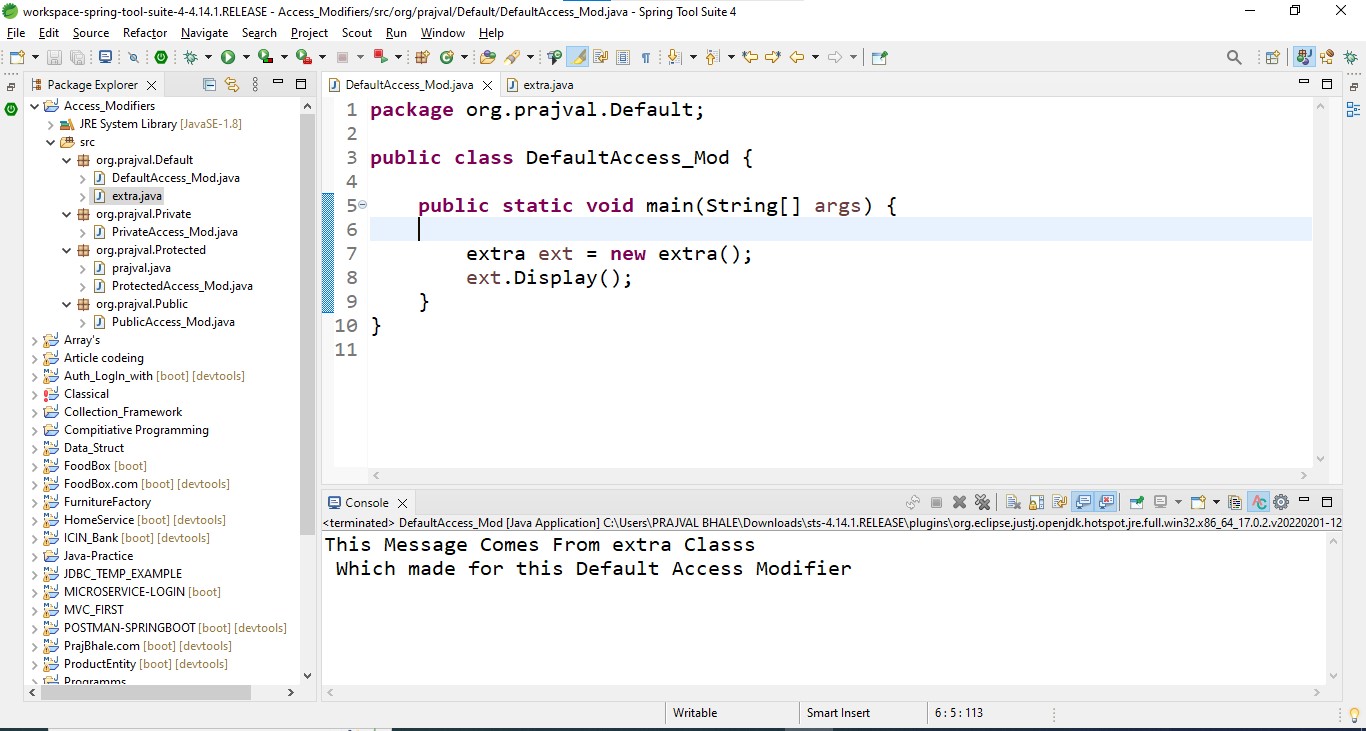 workspace-spring-tool-suite-4-4.14.1.RELEASE - Access_Modifiers/src/org/prajval/Default/DefaultAccess_Mod.java - Spring Tool Suite 4
File Edit Source Refactor Navigate Search Project Scout Run Window Help
Package Explorer
Access_Modifiers
JRE System Library [JavaSE-1.8]
src
org.prajval.Default
DefaultAccess_Mod.java
extra.java
org.prajval.Private
PrivateAccess_Mod.java
org.prajval.Protected
prajval.java
ProtectedAccess_Mod.java
org.prajval.Public
PublicAccess_Mod.java
Array's
Article codeing
Auth_LogIn_with [boot] [devtools]
Classical
Collection_Framework
Compitiative Programming
Data_Struct
FoodBox [boot]
FoodBox.com [boot] [devtools]
FurnitureFactory
HomeService [boot] [devtools]
ICIN_Bank [boot] [devtools]
Java-Practice
JDBC_TEMP_EXAMPLE
MICROSERVICE-LOGIN [boot]
MVC_FIRST
POSTMAN-SPRINGBOOT [boot] [devtools]
PrajBhale.com [boot] [devtools]
ProductEntity [boot] [devtools]
Programms
DefaultAccess_Mod.java extra.java
1 package org.prajval.Default;
2
3 public class DefaultAccess_Mod {
4
5 public static void main(String[] args) {
6
7 extra ext = new extra();
8 ext.Display();
9 }
10 }
11
Console
<terminated> DefaultAccess_Mod [Java Application] C:\Users\PRAJVAL BHALE\Downloads\sts-4.14.1.RELEASE\plugins\org.eclipse.justj.openjdk.hotspot.jre.full.win32.x86_64_17.0.2.v20220201-12
This Message Comes From extra Classs
Which made for this Default Access Modifier
Writable Smart Insert 6 : 5 : 113